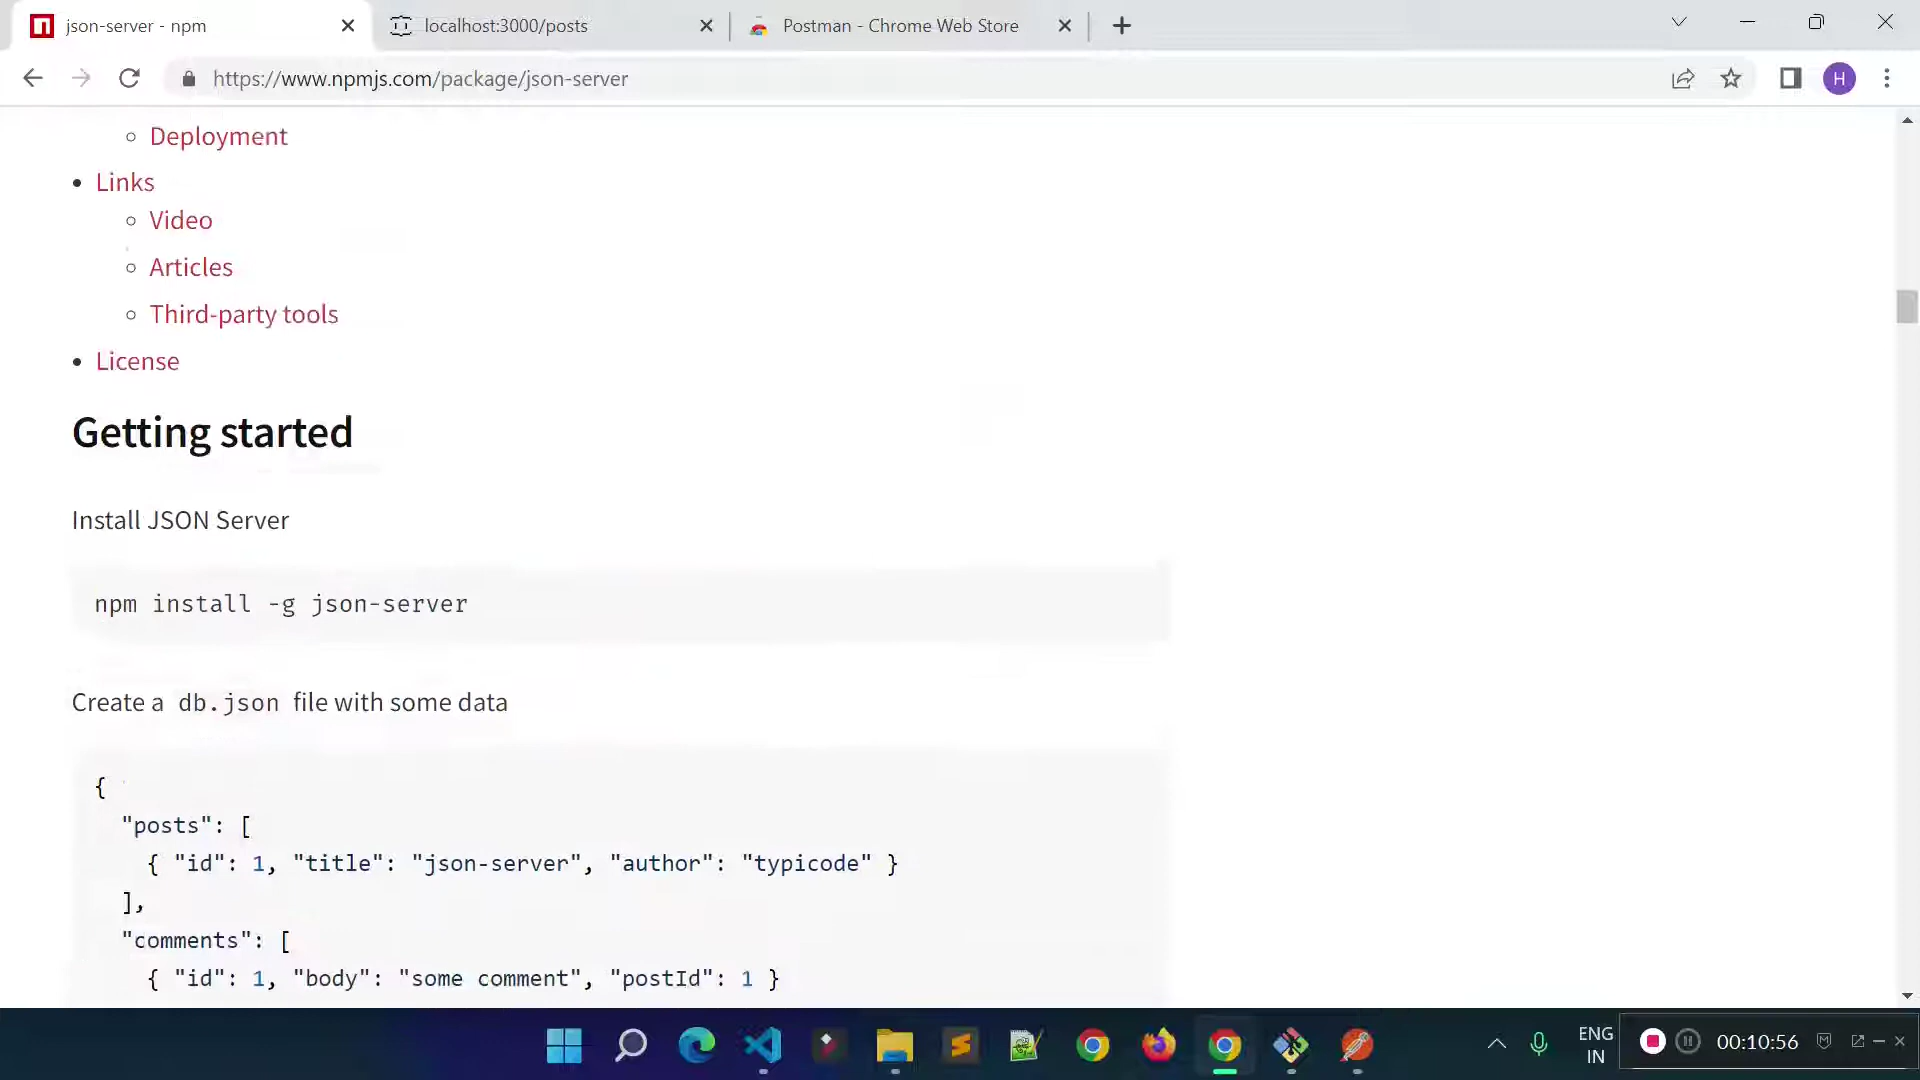 json-server - npm
localhost:3000/posts
Postman - Chrome Web Store
https://www.npmjs.com/package/json-server
H
Deployment
Links
Video
Articles
Third-party tools
License
Getting started
Install JSON Server
npm install -g json-server
Create a db.json file with some data
{
"posts": [
{ "id": 1, "title": "json-server", "author": "typicode" }
],
"comments": [
{ "id": 1, "body": "some comment", "postId": 1 }
ENG
IN
00:10:56